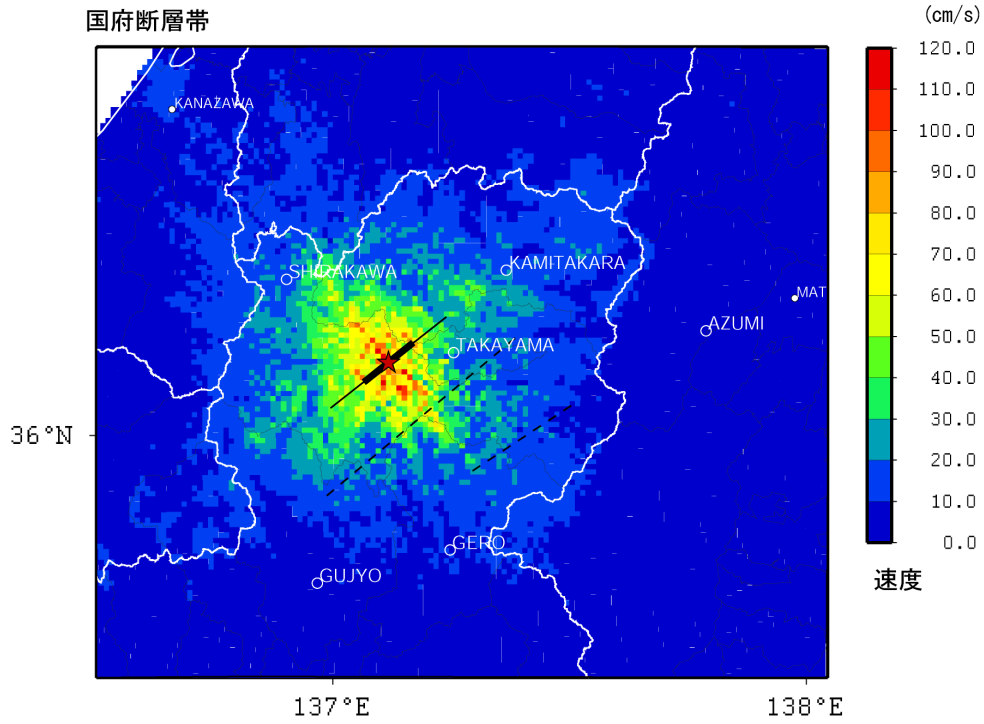 国府断層帯
(cm/s)
120.0
110.0
100.0
90.0
80.0
70.0
60.0
50.0
40.0
30.0
20.0
10.0
0.0
速度
KANAZAWA
SHIRAKAWA
KAMITAKARA
MAT
AZUMI
TAKAYAMA
36°N
GERO
GUJYO
137°E
138°E